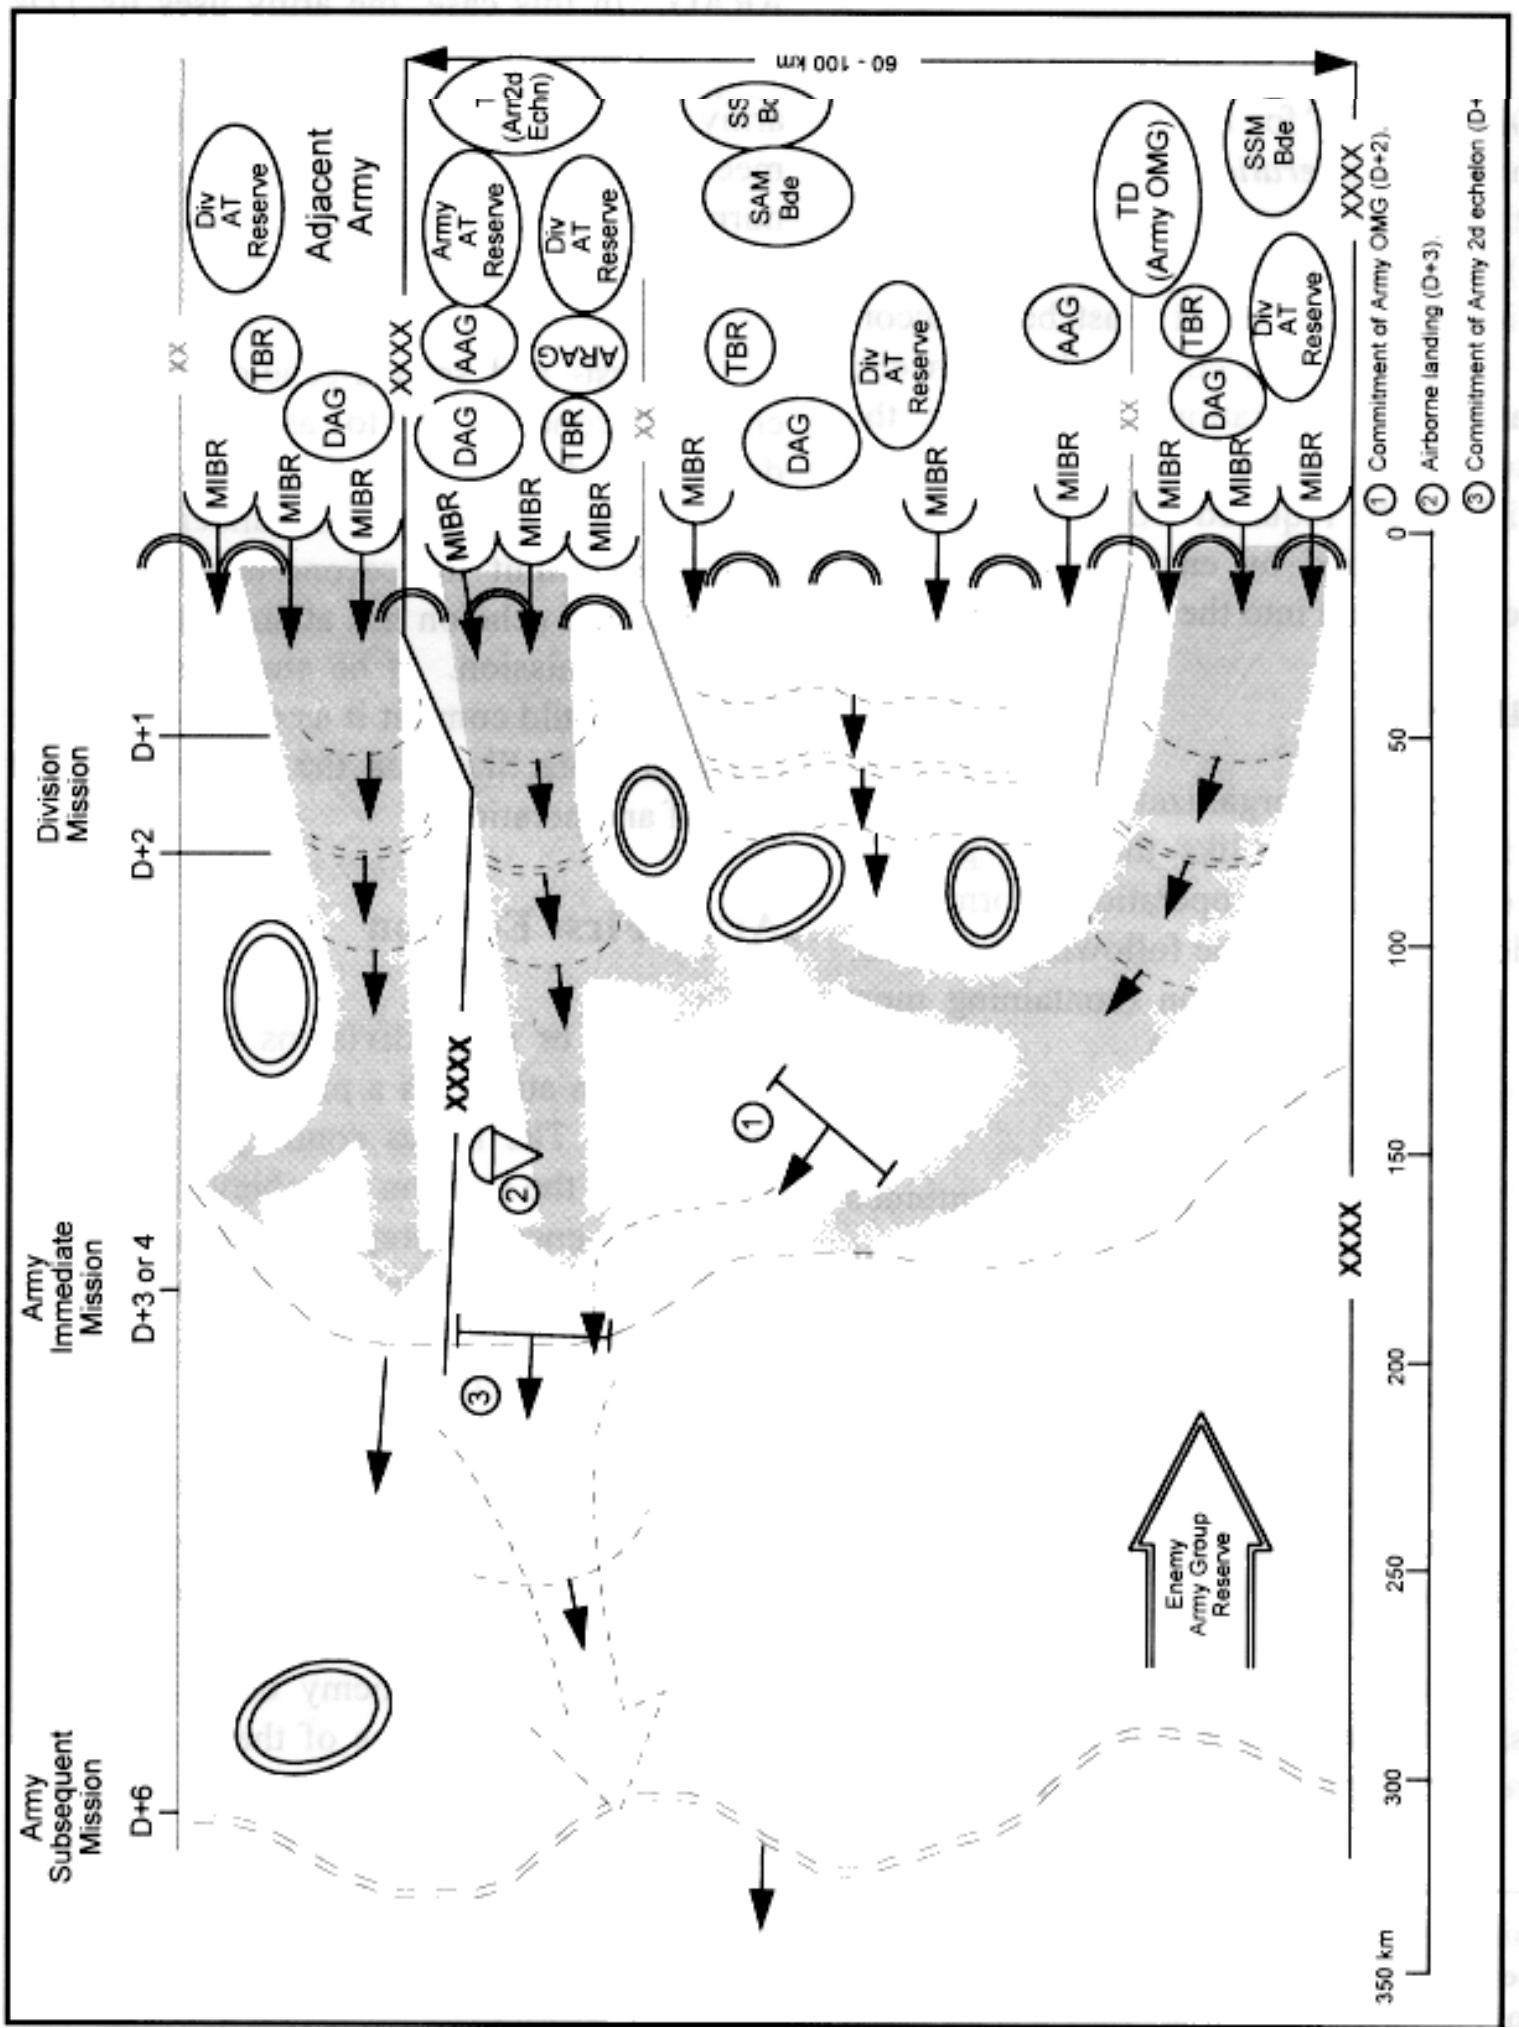 Army
Subsequent
Mission
D+6
Army
Immediate
Mission
D+3 or 4
Division
Mission
D+2
D+1
XX
Div
AT
Reserve
Adjacent
Army
TBR
DAG
MIBR
MIBR
MIBR
XXXX
XXXX
60 - 100 km
(Arr2d
Echn)
Army
AT
Reserve
Div
AT
Reserve
AAG
ARAG
DAG
TBR
MIBR
MIBR
MIBR
XX
SAM
Bde
TBR
Div
AT
Reserve
DAG
MIBR
MIBR
AAG
MIBR
XX
TD
(Army OMG)
SSM
Bde
TBR
Div
AT
Reserve
DAG
MIBR
MIBR
MIBR
XXXX
XXXX
1
2
3
Enemy
Army Group
Reserve
350 km
300
250
200
150
100
50
0
1 Commitment of Army OMG (D+2).
2 Airborne landing (D+3).
3 Commitment of Army 2d echelon (D+